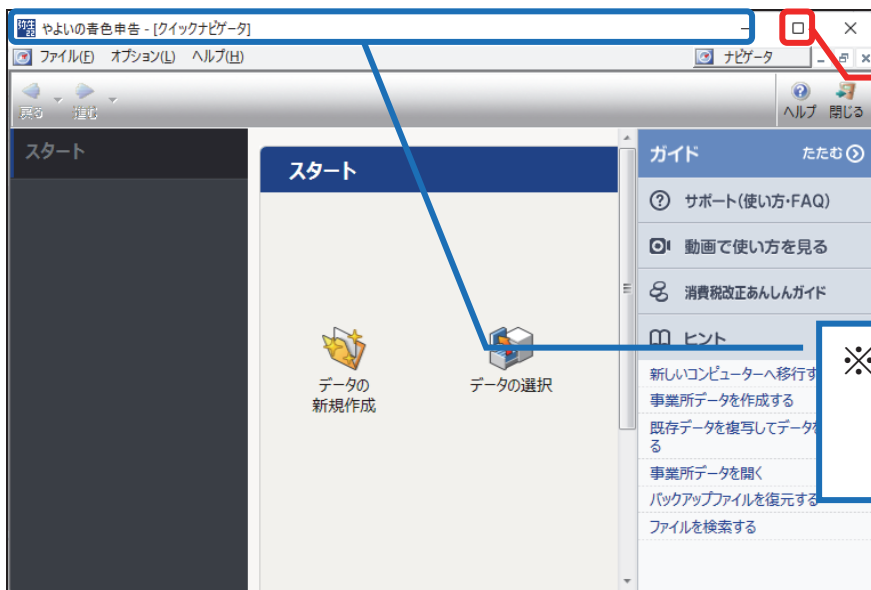 弥生 やよいの青色申告 - [クイックナビゲータ]
ファイル(F) オプション(L) ヘルプ(H) ナビゲータ
戻る 進む ヘルプ 閉じる
スタート
スタート
データの
新規作成
データの選択
ガイド たたむ
サポート(使い方・FAQ)
動画で使い方を見る
消費税改正あんしんガイド
ヒント
新しいコンピューターへ移行す
事業所データを作成する
既存データを複写してデータを
る
事業所データを開く
バックアップファイルを復元する
ファイルを検索する
※